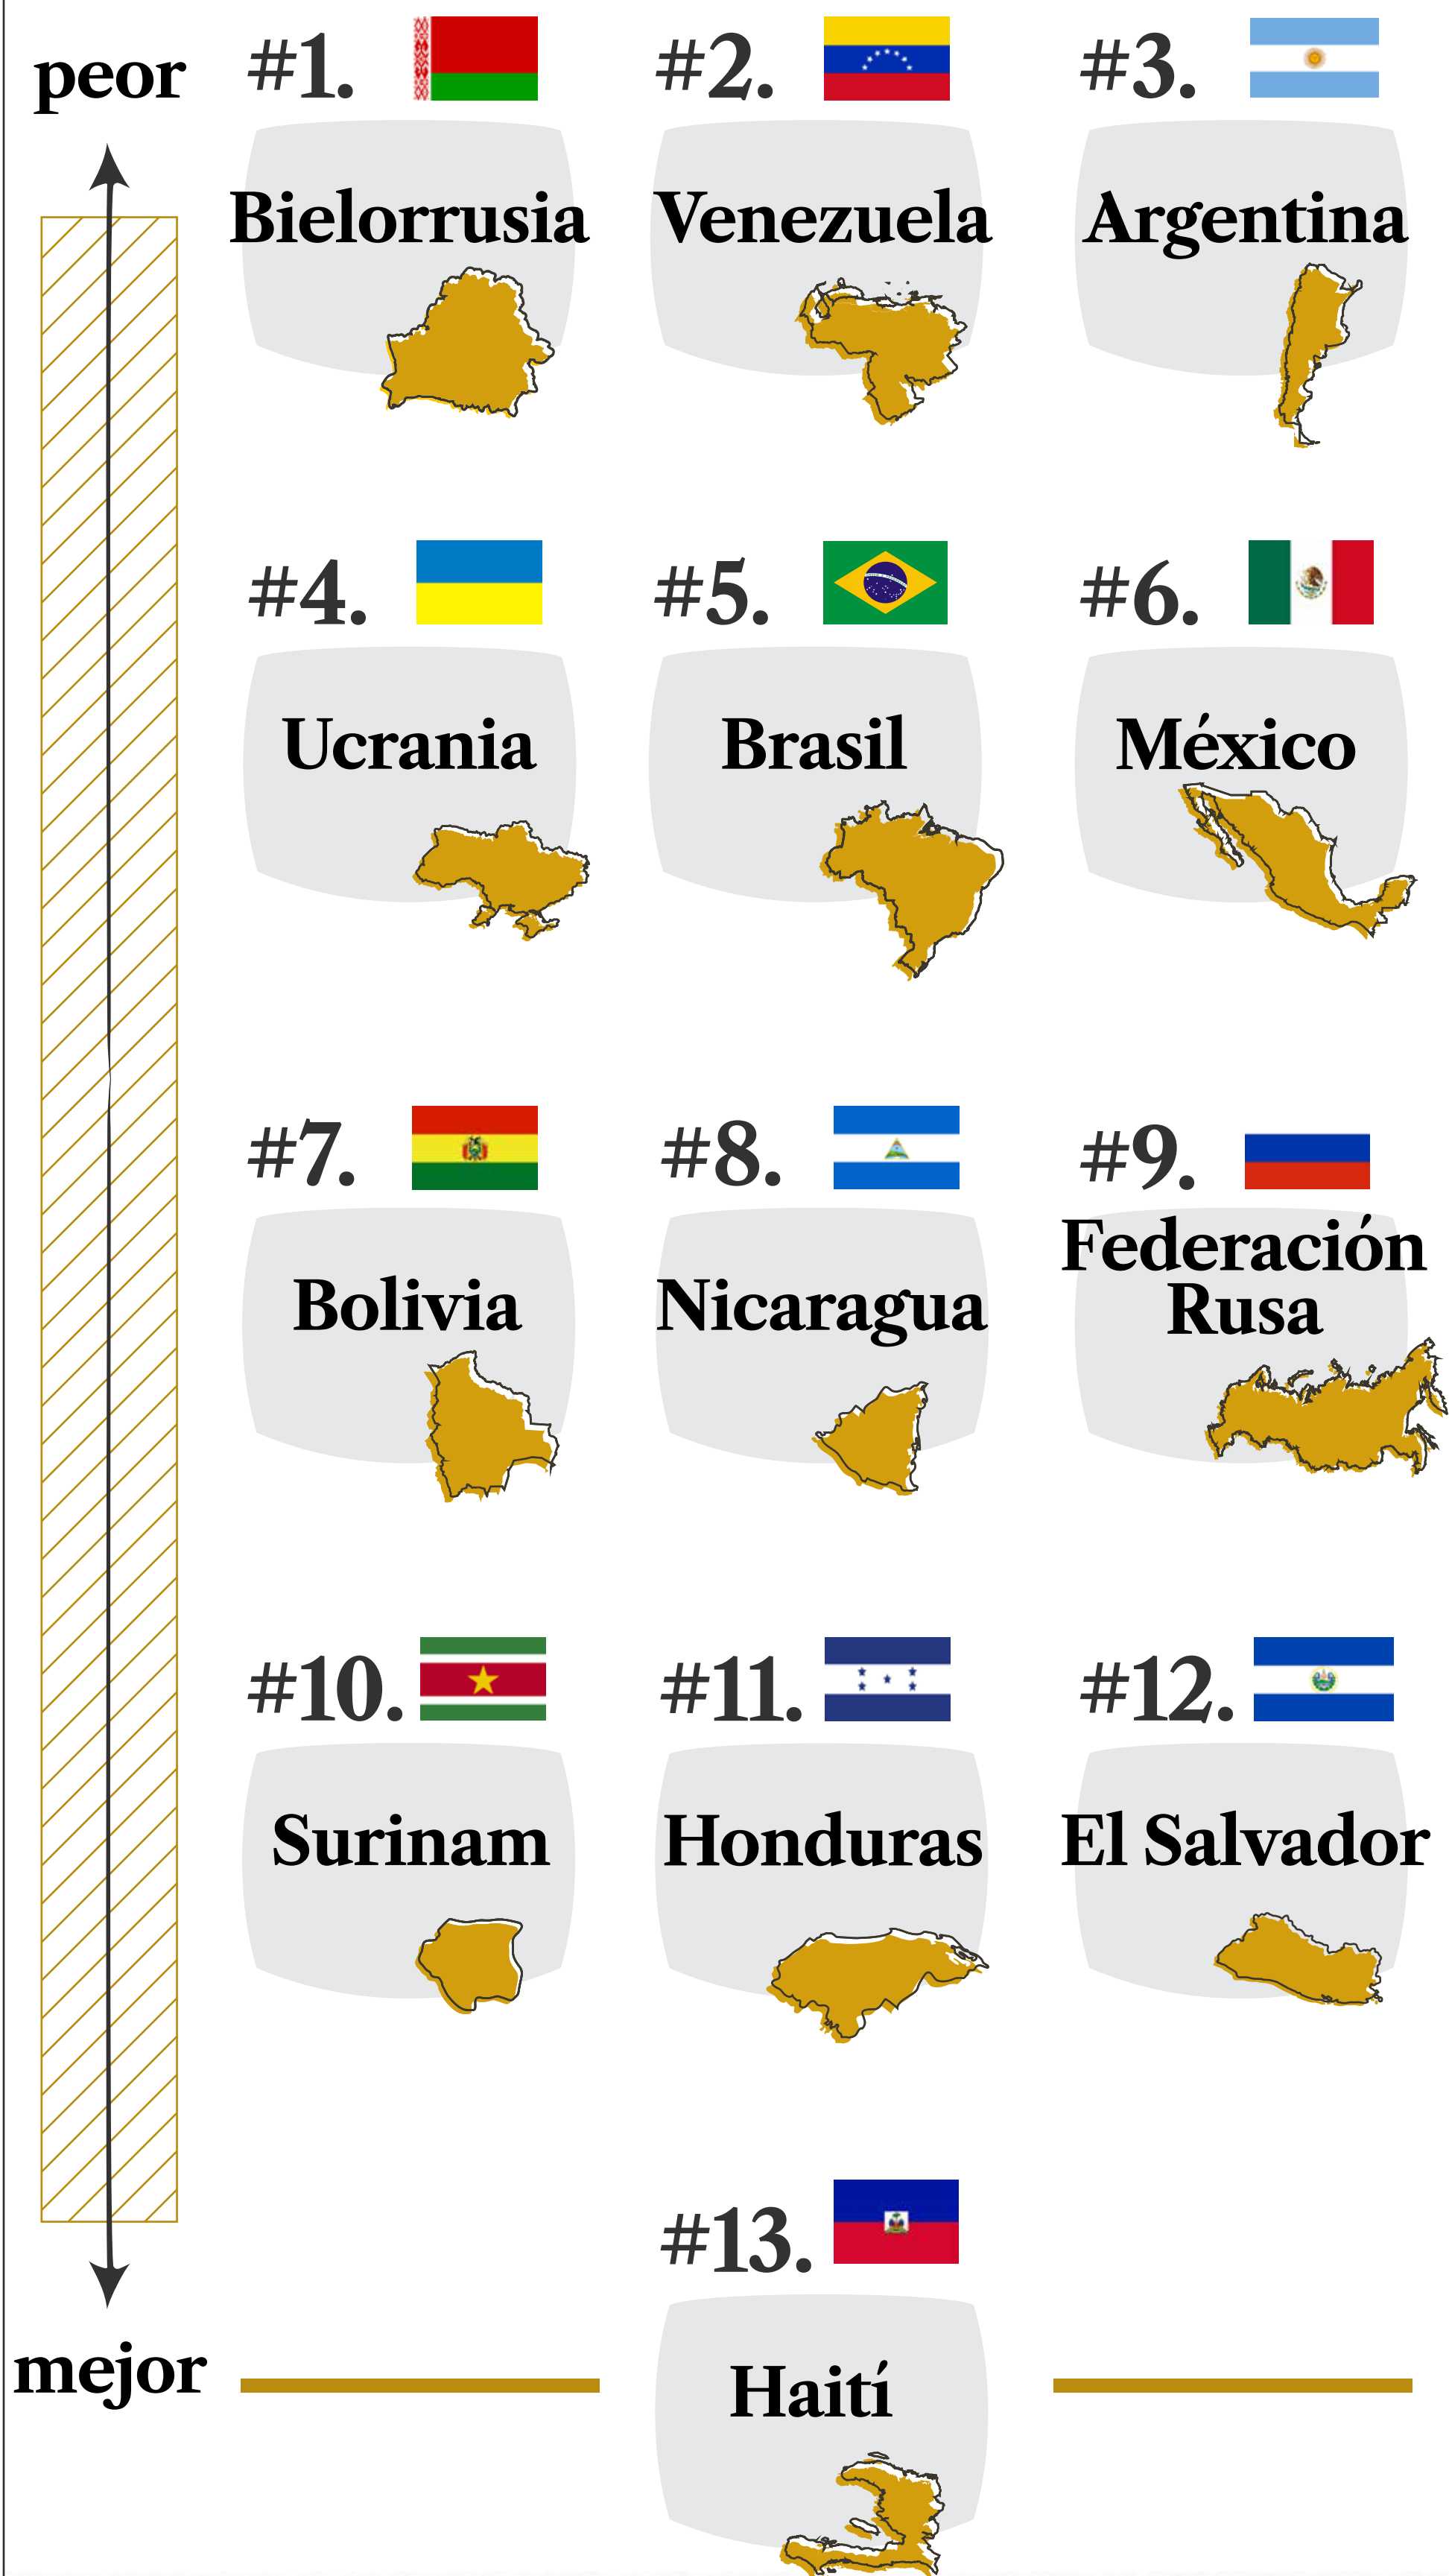 peor
#1.
#2.
#3.
Bielorrusia
Venezuela
Argentina
#4.
#5.
#6.
Ucrania
Brasil
México
#7.
#8.
#9.
Bolivia
Nicaragua
Federación
Rusa
#10.
#11.
#12.
Surinam
Honduras
El Salvador
#13.
mejor
Haití